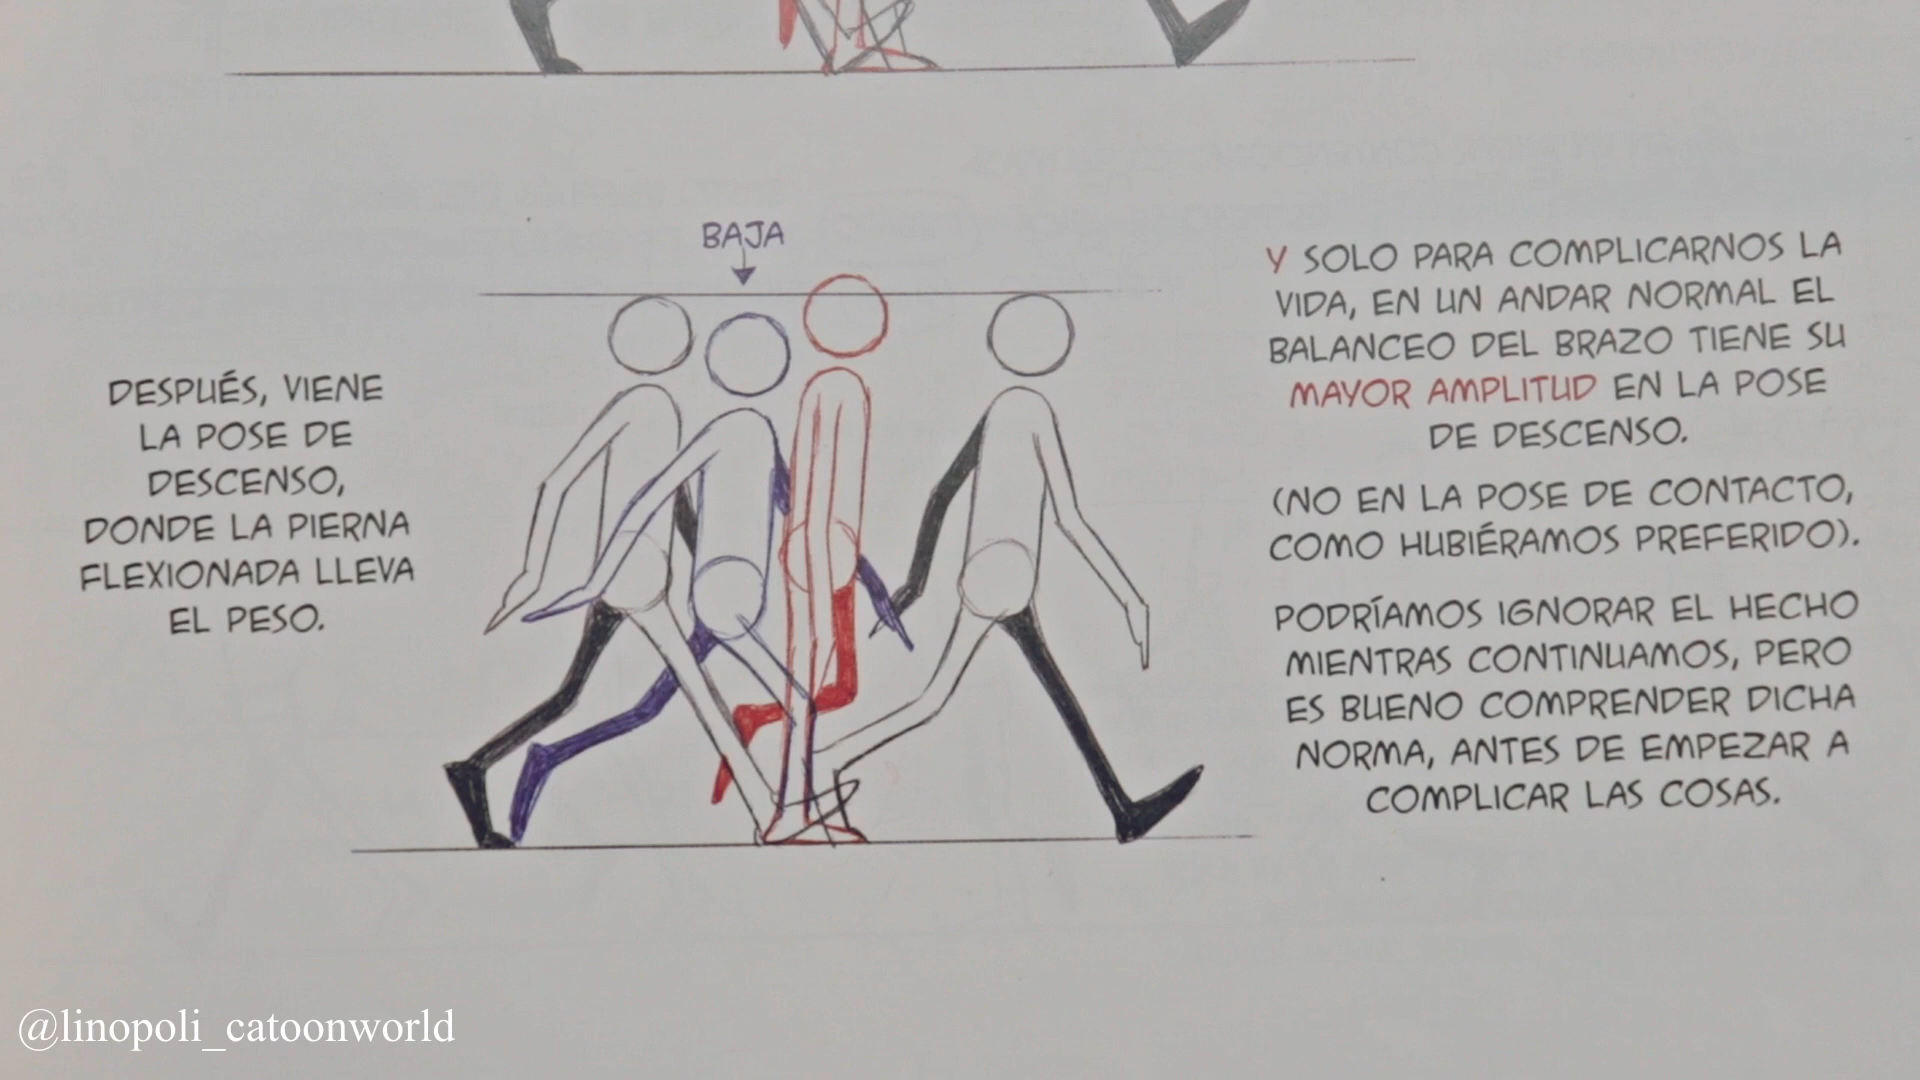 BAJA
DESPUÉS, VIENE
LA POSE DE
DESCENSO,
DONDE LA PIERNA
FLEXIONADA LLEVA
EL PESO.
Y SOLO PARA COMPLICARNOS LA
VIDA, EN UN ANDAR NORMAL EL
BALANCEO DEL BRAZO TIENE SU
MAYOR AMPLITUD EN LA POSE
DE DESCENSO.
(NO EN LA POSE DE CONTACTO,
COMO HUBIÉRAMOS PREFERIDO).
PODRÍAMOS IGNORAR EL HECHO
MIENTRAS CONTINUAMOS, PERO
ES BUENO COMPRENDER DICHA
NORMA, ANTES DE EMPEZAR A
COMPLICAR LAS COSAS.
@linopoli_catoonworld